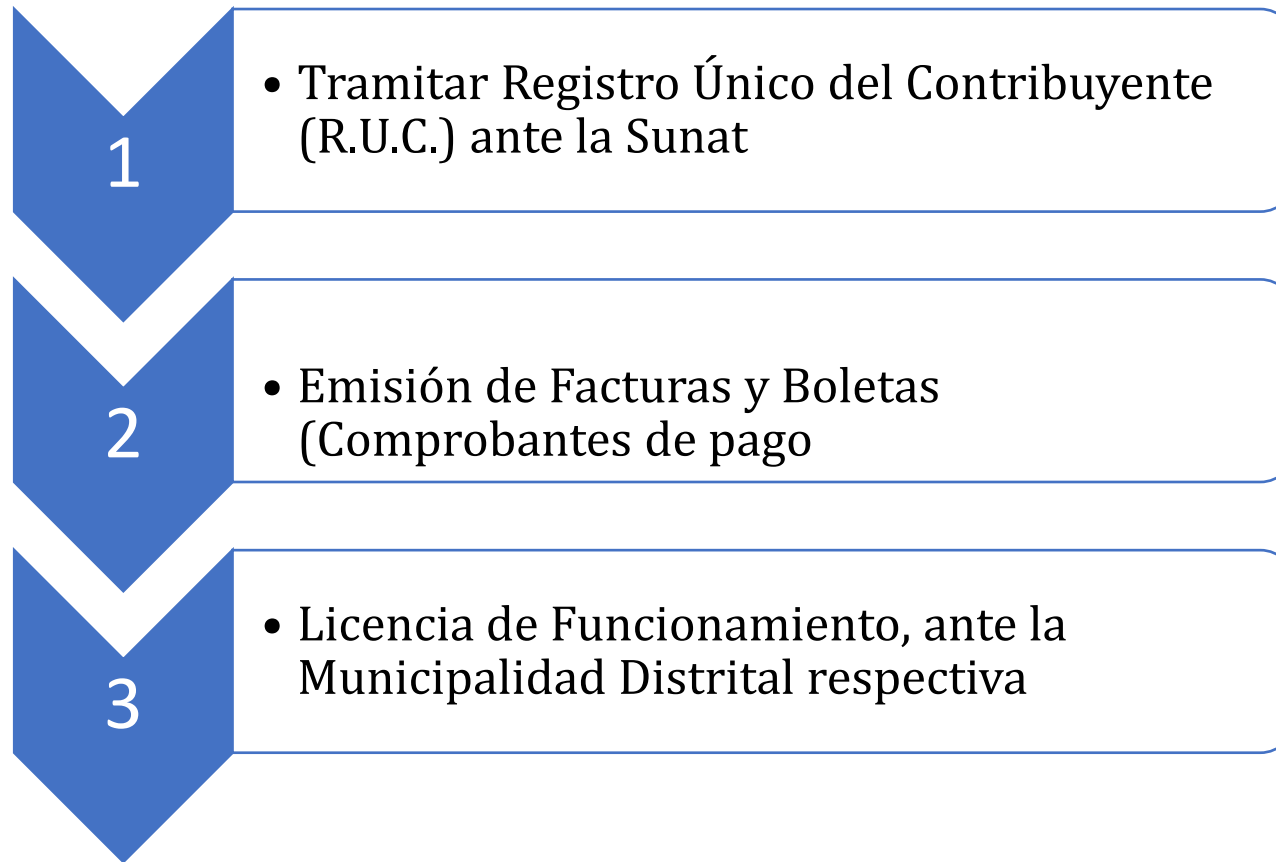 1
• Tramitar Registro Único del Contribuyente
(R.U.C.) ante la Sunat
2
• Emisión de Facturas y Boletas
(Comprobantes de pago
3
• Licencia de Funcionamiento, ante la
Municipalidad Distrital respectiva